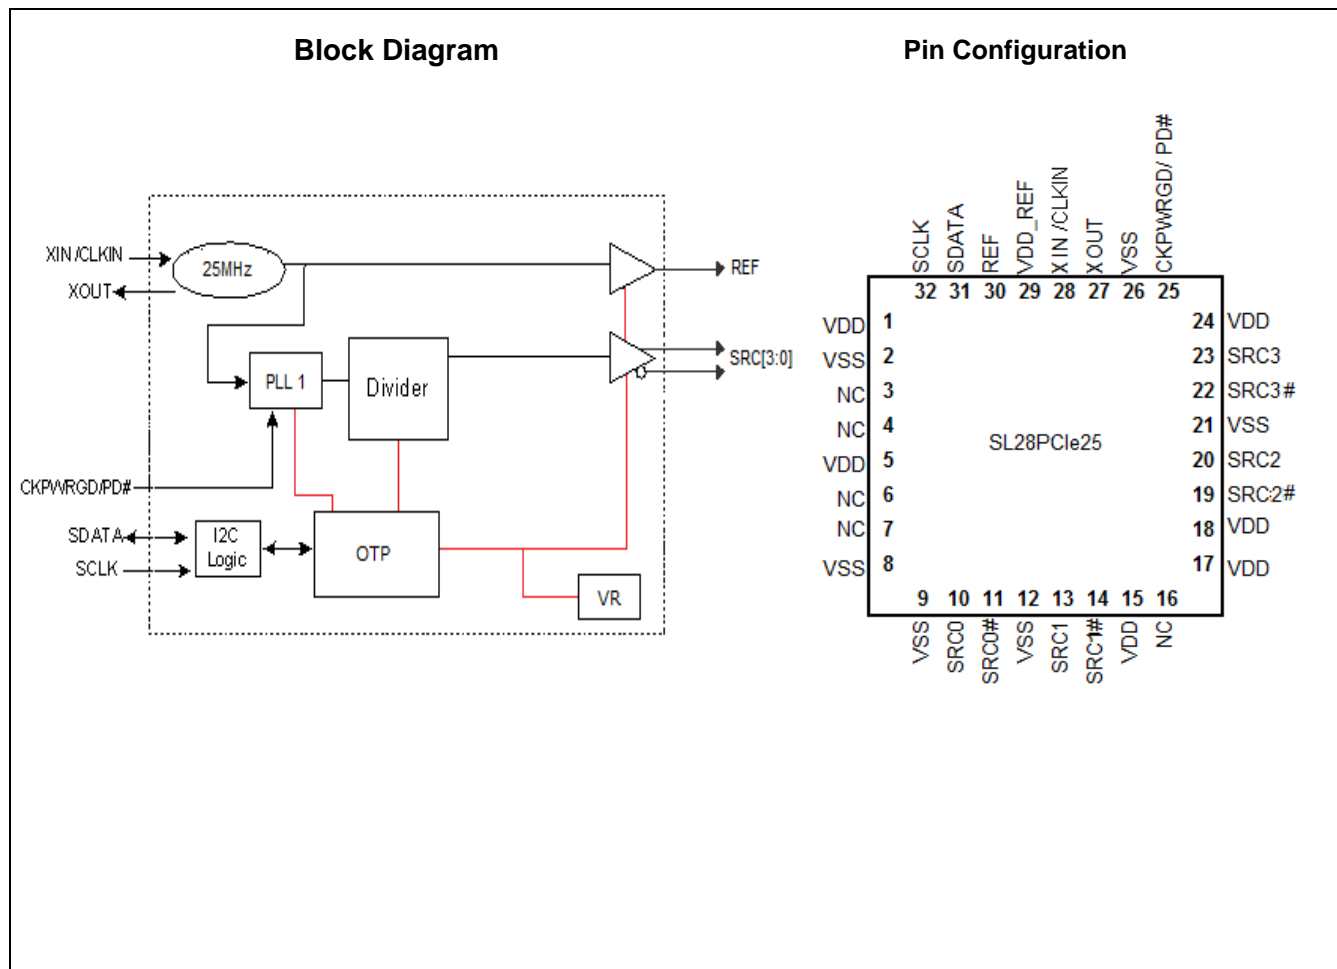 Block Diagram
Pin Configuration
XIN/CLKIN
XOUT
25MHz
REF
PLL 1
Divider
SRC[3:0]
CKPWRGD/PD#
SDATA
SCLK
I2C
Logic
OTP
VR
SCLK
SDATA
REF
VDD_REF
XIN/CLKIN
XOUT
VSS
CKPWRGD/ PD#
32 31 30 29 28 27 26 25
VDD 1
VSS 2
NC 3
NC 4
VDD 5
NC 6
NC 7
VSS 8
SL28PCIe25
24 VDD
23 SRC3
22 SRC3#
21 VSS
20 SRC2
19 SRC2#
18 VDD
17 VDD
9 10 11 12 13 14 15 16
VSS
SRC0
SRC0#
VSS
SRC1
SRC1#
VDD
NC